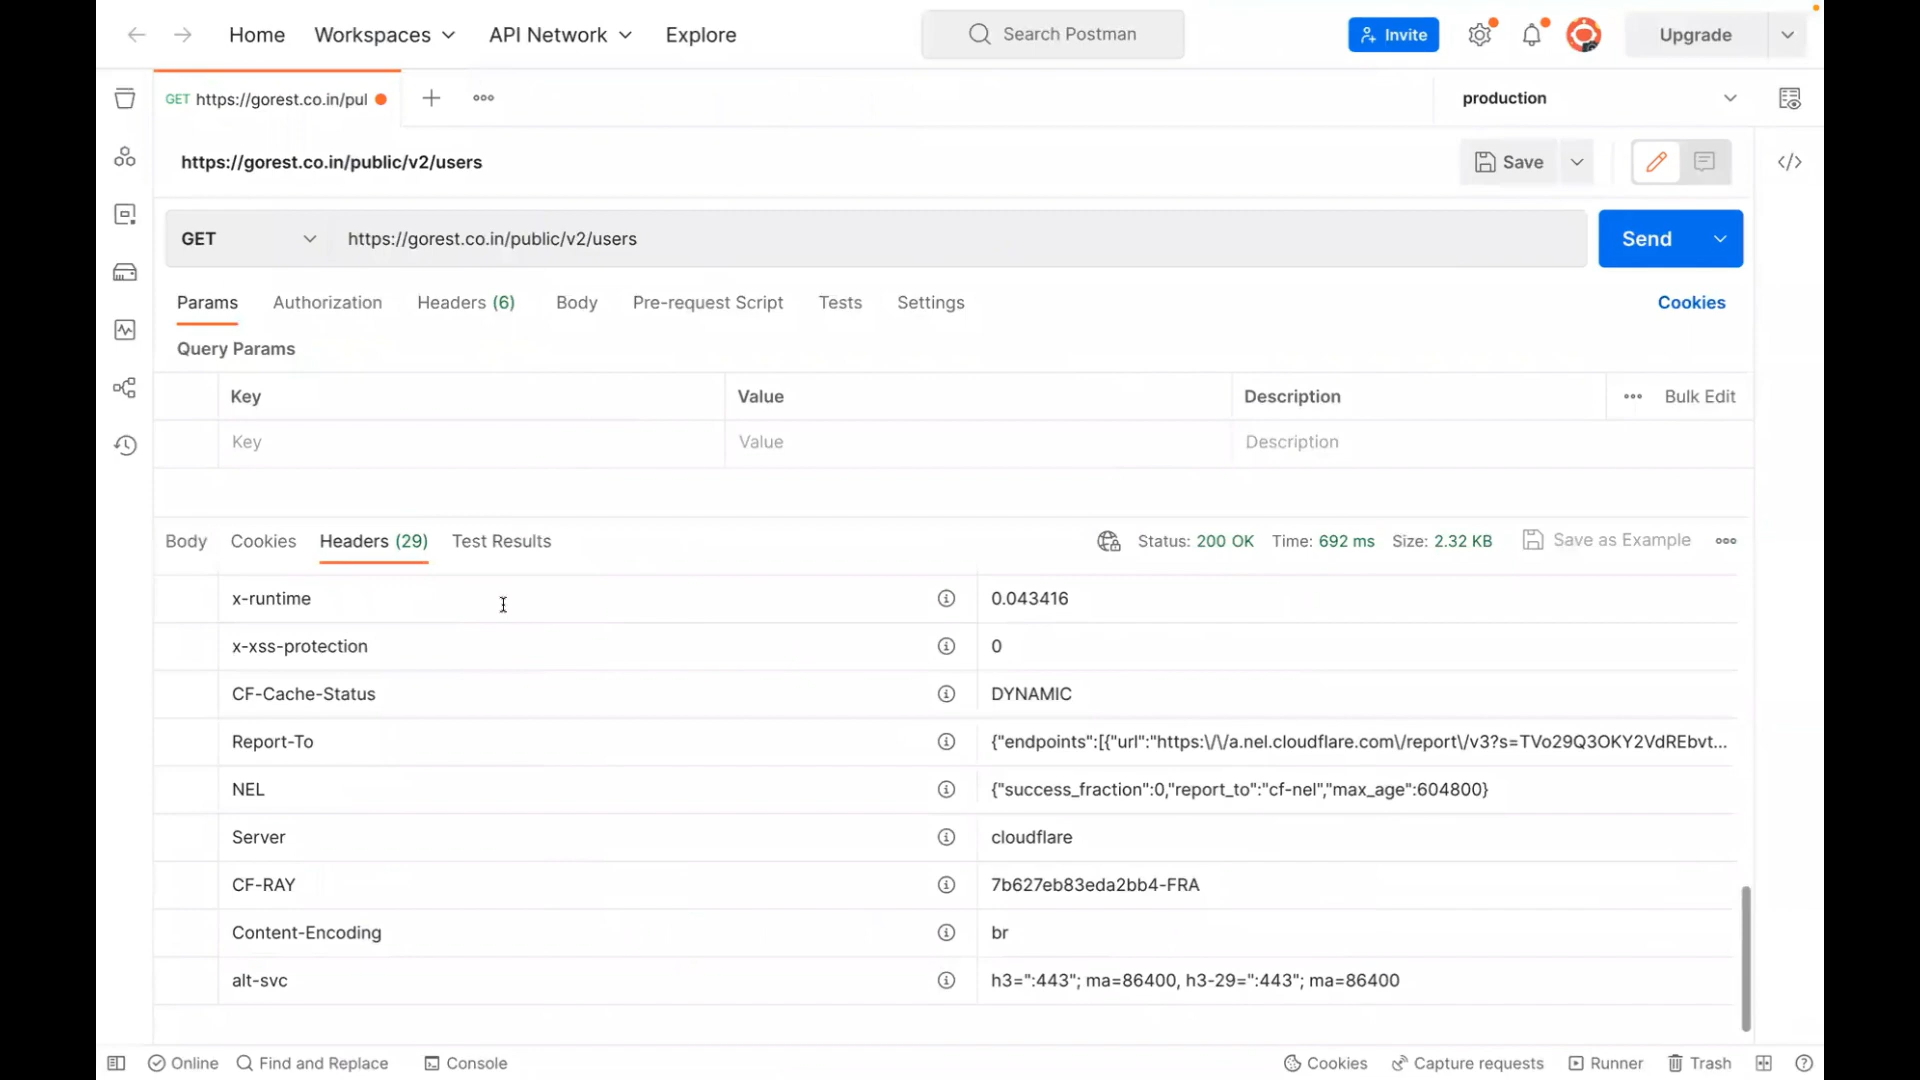 Home Workspaces API Network Explore Search Postman Invite Upgrade
GET https://gorest.co.in/pul production
https://gorest.co.in/public/v2/users Save
GET https://gorest.co.in/public/v2/users Send
Params Authorization Headers (6) Body Pre-request Script Tests Settings Cookies
Query Params
Key Value Description Bulk Edit
Key Value Description
Body Cookies Headers (29) Test Results Status: 200 OK Time: 692 ms Size: 2.32 KB Save as Example
x-runtime 0.043416
x-xss-protection 0
CF-Cache-Status DYNAMIC
Report-To {"endpoints":[{"url":"https:\/\/a.nel.cloudflare.com\/report\/v3?s=TVo29Q3OKY2VdREbvt...
NEL {"success_fraction":0,"report_to":"cf-nel","max_age":604800}
Server cloudflare
CF-RAY 7b627eb83eda2bb4-FRA
Content-Encoding br
alt-svc h3=":443"; ma=86400, h3-29=":443"; ma=86400
Online Find and Replace Console Cookies Capture requests Runner Trash